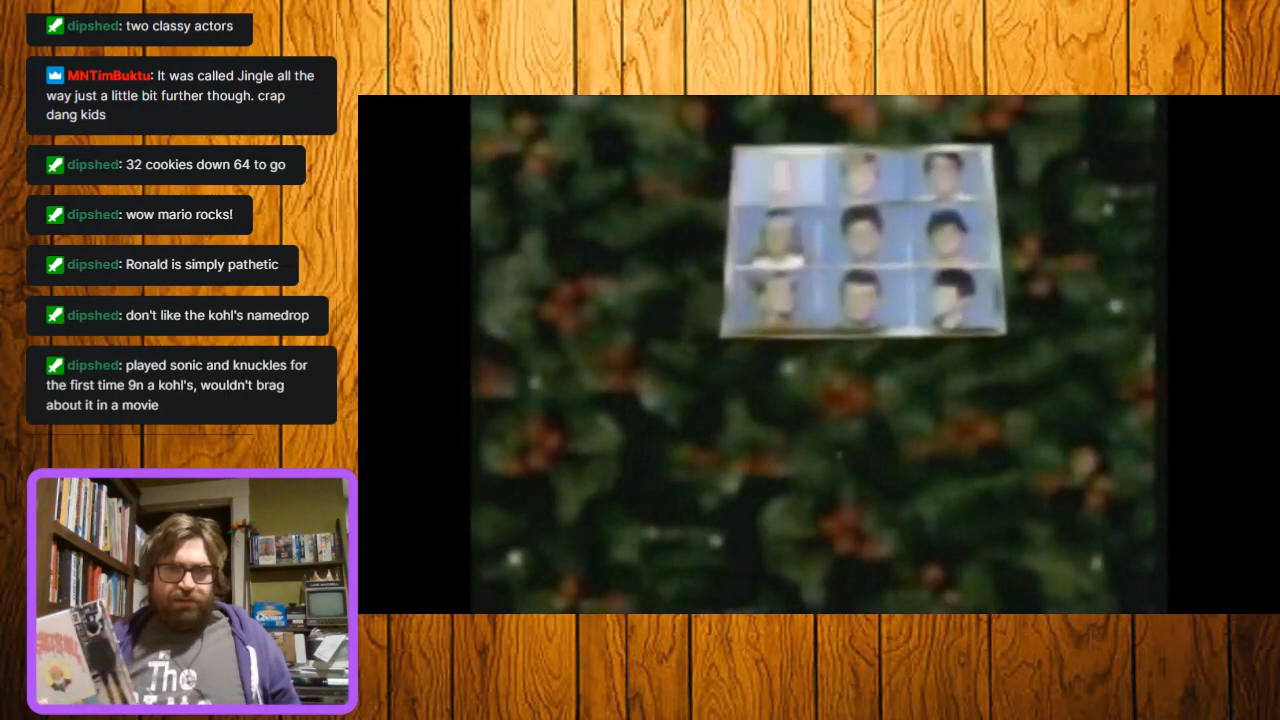 dipshed: two classy actors
MNTimBuktu: It was called Jingle all the
way just a little bit further though. crap
dang kids
dipshed: 32 cookies down 64 to go
dipshed: wow mario rocks!
dipshed: Ronald is simply pathetic
dipshed: don't like the kohl's namedrop
dipshed: played sonic and knuckles for
the first time 9n a kohl's, wouldn't brag
about it in a movie
The